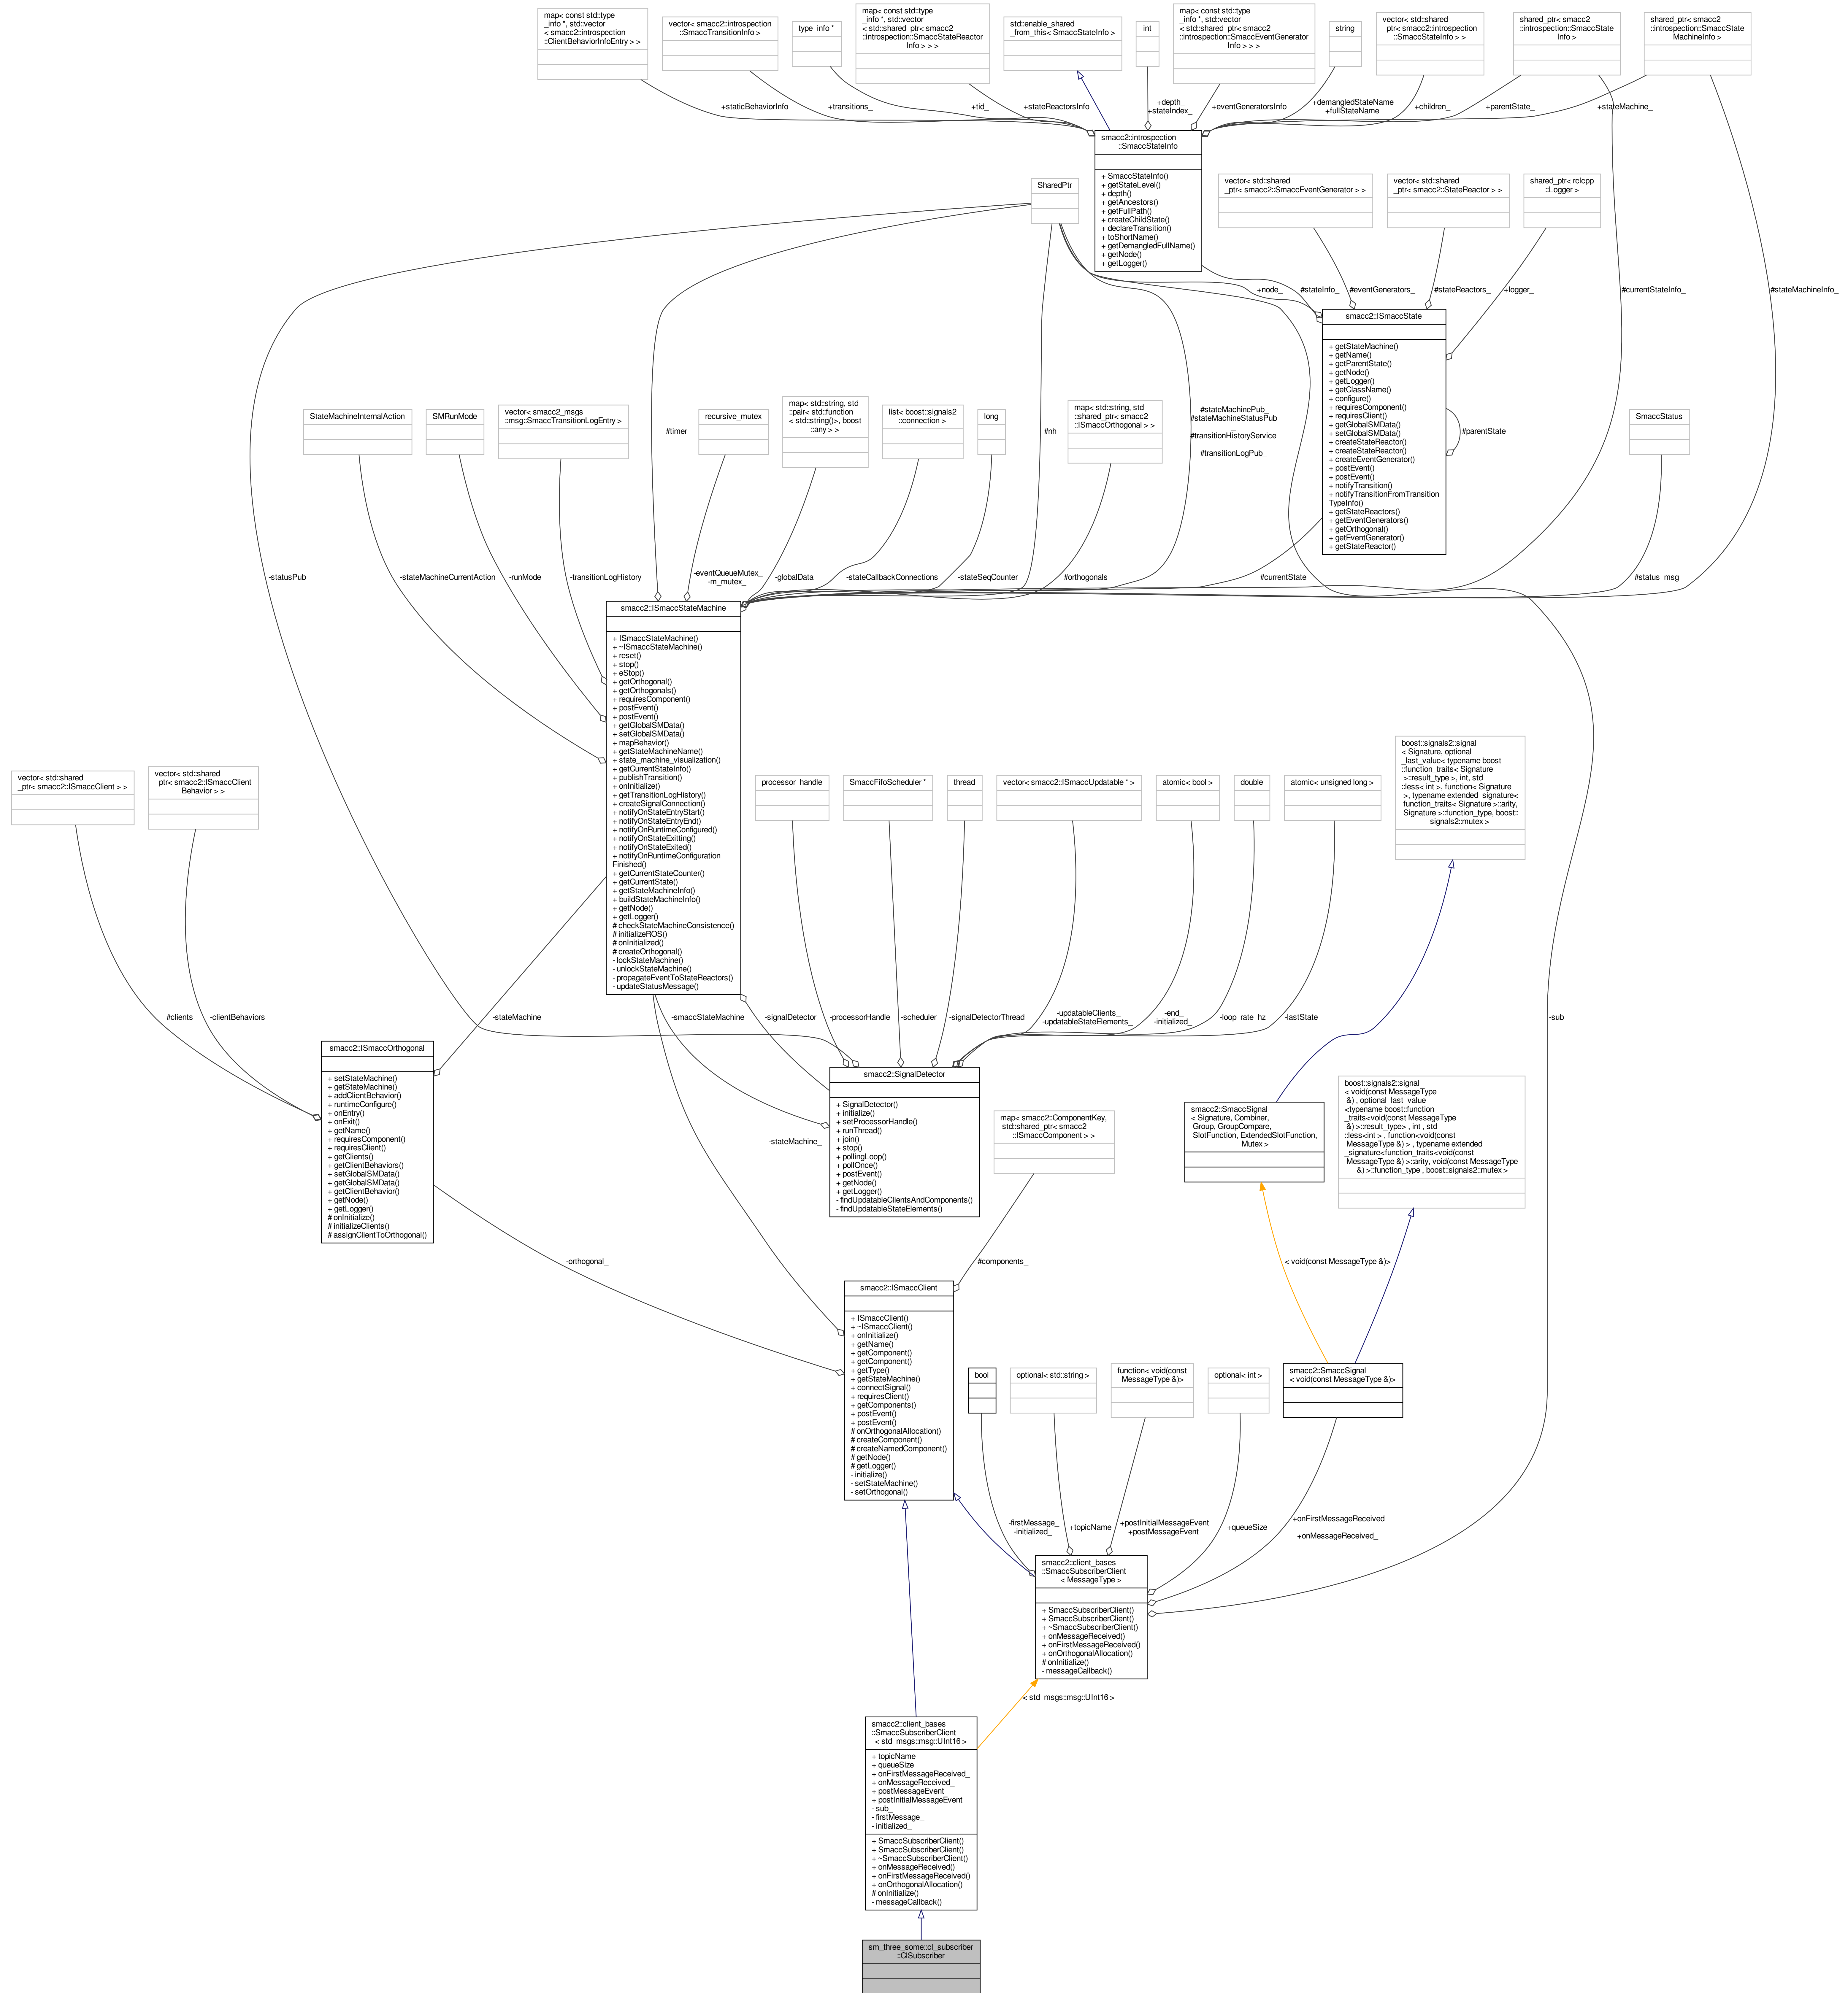 map< const std::type
_info *, std::vector
< smacc2::introspection
::ClientBehaviorInfoEntry > >
vector< smacc2::introspection
::SmaccTransitionInfo >
type_info *
map< const std::type
_info *, std::vector
< std::shared_ptr< smacc2
::introspection::SmaccStateReactor
Info > > >
std::enable_shared
_from_this< SmaccStateInfo >
int
map< const std::type
_info *, std::vector
< std::shared_ptr< smacc2
::introspection::SmaccEventGenerator
Info > > >
string
vector< std::shared
_ptr< smacc2::introspection
::SmaccStateInfo > >
shared_ptr< smacc2
::introspection::SmaccState
Info >
shared_ptr< smacc2
::introspection::SmaccState
MachineInfo >
+staticBehaviorInfo
+transitions_
+tid_
+stateReactorsInfo
+depth_
+stateIndex_
+eventGeneratorsInfo
+demangledStateName
+fullStateName
+children_
+parentState_
+stateMachine_
smacc2::introspection
::SmaccStateInfo
+ SmaccStateInfo()
+ getStateLevel()
+ depth()
+ getAncestors()
+ getFullPath()
+ createChildState()
+ declareTransition()
+ toShortName()
+ getDemangledFullName()
+ getNode()
+ getLogger()
SharedPtr
vector< std::shared
_ptr< smacc2::SmaccEventGenerator > >
vector< std::shared
_ptr< smacc2::StateReactor > >
shared_ptr< rclcpp
::Logger >
+node_
#stateInfo_
#eventGenerators_
#stateReactors_
+logger_
#currentStateInfo_
#stateMachineInfo_
smacc2::ISmaccState
+ getStateMachine()
+ getName()
+ getParentState()
+ getNode()
+ getLogger()
+ getClassName()
+ configure()
+ requiresComponent()
+ requiresClient()
+ getGlobalSMData()
+ setGlobalSMData()
+ createStateReactor()
+ createStateReactor()
+ createEventGenerator()
+ postEvent()
+ postEvent()
+ notifyTransition()
+ notifyTransitionFromTransition
TypeInfo()
+ getStateReactors()
+ getEventGenerators()
+ getOrthogonal()
+ getEventGenerator()
+ getStateReactor()
#parentState_
StateMachineInternalAction
SMRunMode
vector< smacc2_msgs
::msg::SmaccTransitionLogEntry >
#timer_
recursive_mutex
map< std::string, std
::pair< std::function
< std::string()>, boost
::any > >
list< boost::signals2
::connection >
long
#nh_
map< std::string, std
::shared_ptr< smacc2
::ISmaccOrthogonal > >
#stateMachinePub_
#stateMachineStatusPub
_
#transitionHistoryService
_
#transitionLogPub_
SmaccStatus
-statusPub_
-stateMachineCurrentAction
-runMode_
-transitionLogHistory_
-eventQueueMutex_
-m_mutex_
-globalData_
-stateCallbackConnections
-stateSeqCounter_
#orthogonals_
#currentState_
#status_msg_
smacc2::ISmaccStateMachine
+ ISmaccStateMachine()
+ ~ISmaccStateMachine()
+ reset()
+ stop()
+ eStop()
+ getOrthogonal()
+ getOrthogonals()
+ requiresComponent()
+ postEvent()
+ postEvent()
+ getGlobalSMData()
+ setGlobalSMData()
+ mapBehavior()
+ getStateMachineName()
+ state_machine_visualization()
+ getCurrentStateInfo()
+ publishTransition()
+ onInitialize()
+ getTransitionLogHistory()
+ createSignalConnection()
+ notifyOnStateEntryStart()
+ notifyOnStateEntryEnd()
+ notifyOnRuntimeConfigured()
+ notifyOnStateExitting()
+ notifyOnStateExited()
+ notifyOnRuntimeConfiguration
Finished()
+ getCurrentStateCounter()
+ getCurrentState()
+ getStateMachineInfo()
+ buildStateMachineInfo()
+ getNode()
+ getLogger()
# checkStateMachineConsistence()
# initializeROS()
# onInitialized()
# createOrthogonal()
- lockStateMachine()
- unlockStateMachine()
- propagateEventToStateReactors()
- updateStatusMessage()
vector< std::shared
_ptr< smacc2::ISmaccClient > >
vector< std::shared
_ptr< smacc2::ISmaccClient
Behavior > >
processor_handle
SmaccFifoScheduler *
thread
vector< smacc2::ISmaccUpdatable * >
atomic< bool >
double
atomic< unsigned long >
boost::signals2::signal
< Signature, optional
_last_value< typename boost
::function_traits< Signature
>::result_type >, int, std
::less< int >, function< Signature
>, typename extended_signature<
function_traits< Signature >::arity,
Signature >::function_type, boost::
signals2::mutex >
#clients_
-clientBehaviors_
-stateMachine_
-smaccStateMachine_
-signalDetector_
-processorHandle_
-scheduler_
-signalDetectorThread_
-updatableClients_
-updatableStateElements_
-end_
-initialized_
-loop_rate_hz
-lastState_
-sub_
smacc2::ISmaccOrthogonal
+ setStateMachine()
+ getStateMachine()
+ addClientBehavior()
+ runtimeConfigure()
+ onEntry()
+ onExit()
+ getName()
+ requiresComponent()
+ requiresClient()
+ getClients()
+ getClientBehaviors()
+ setGlobalSMData()
+ getGlobalSMData()
+ getClientBehavior()
+ getNode()
+ getLogger()
# onInitialize()
# initializeClients()
# assignClientToOrthogonal()
smacc2::SignalDetector
+ SignalDetector()
+ initialize()
+ setProcessorHandle()
+ runThread()
+ join()
+ stop()
+ pollingLoop()
+ pollOnce()
+ postEvent()
+ getNode()
+ getLogger()
- findUpdatableClientsAndComponents()
- findUpdatableStateElements()
-stateMachine_
map< smacc2::ComponentKey,
std::shared_ptr< smacc2
::ISmaccComponent > >
smacc2::SmaccSignal
< Signature, Combiner,
Group, GroupCompare,
SlotFunction, ExtendedSlotFunction,
Mutex >
boost::signals2::signal
< void(const MessageType
&) , optional_last_value
<typename boost::function
_traits<void(const MessageType
&) >::result_type> , int , std
::less<int > , function<void(const
MessageType &) > , typename extended
_signature<function_traits<void(const
MessageType &) >::arity, void(const MessageType
&) >::function_type , boost::signals2::mutex >
-orthogonal_
#components_
< void(const MessageType &)>
smacc2::ISmaccClient
+ ISmaccClient()
+ ~ISmaccClient()
+ onInitialize()
+ getName()
+ getComponent()
+ getComponent()
+ getType()
+ getStateMachine()
+ connectSignal()
+ requiresClient()
+ getComponents()
+ postEvent()
+ postEvent()
# onOrthogonalAllocation()
# createComponent()
# createNamedComponent()
# getNode()
# getLogger()
- initialize()
- setStateMachine()
- setOrthogonal()
bool
optional< std::string >
function< void(const
MessageType &)>
optional< int >
smacc2::SmaccSignal
< void(const MessageType &)>
-firstMessage_
-initialized_
+topicName
+postInitialMessageEvent
+postMessageEvent
+queueSize
+onFirstMessageReceived
_
+onMessageReceived_
smacc2::client_bases
::SmaccSubscriberClient
< MessageType >
+ SmaccSubscriberClient()
+ SmaccSubscriberClient()
+ ~SmaccSubscriberClient()
+ onMessageReceived()
+ onFirstMessageReceived()
+ onOrthogonalAllocation()
# onInitialize()
- messageCallback()
< std_msgs::msg::UInt16 >
smacc2::client_bases
::SmaccSubscriberClient
< std_msgs::msg::UInt16 >
+ topicName
+ queueSize
+ onFirstMessageReceived_
+ onMessageReceived_
+ postMessageEvent
+ postInitialMessageEvent
- sub_
- firstMessage_
- initialized_
+ SmaccSubscriberClient()
+ SmaccSubscriberClient()
+ ~SmaccSubscriberClient()
+ onMessageReceived()
+ onFirstMessageReceived()
+ onOrthogonalAllocation()
# onInitialize()
- messageCallback()
sm_three_some::cl_subscriber
::ClSubscriber